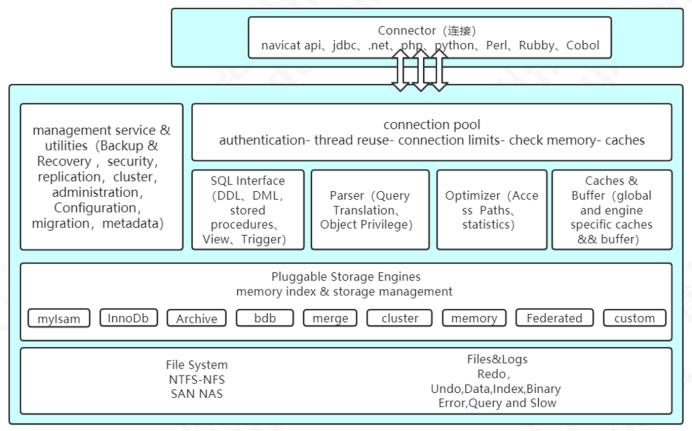 Connector（连接）
navicat api、jdbc、.net、php、python、Perl、Rubby、Cobol
management service &
utilities（Backup &
Recovery ，security，
replication，cluster，
administration，
Configuration，
migration，metadata）
connection pool
authentication- thread reuse- connection limits- check memory- caches
SQL Interface
（DDL，DML，
stored
procedures、
View、Trigger）
Parser（Query
Translation、
Object Privilege）
Optimizer（Acce
ss Paths、
statistics）
Caches &
Buffer（global
and engine
specific caches
&& buffer）
Pluggable Storage Engines
memory index & storage management
myIsam
InnoDb
Archive
bdb
merge
cluster
memory
Federated
custom
File System
NTFS-NFS
SAN NAS
Files&Logs
Redo，
Undo,Data,Index,Binary
Error,Query and Slow